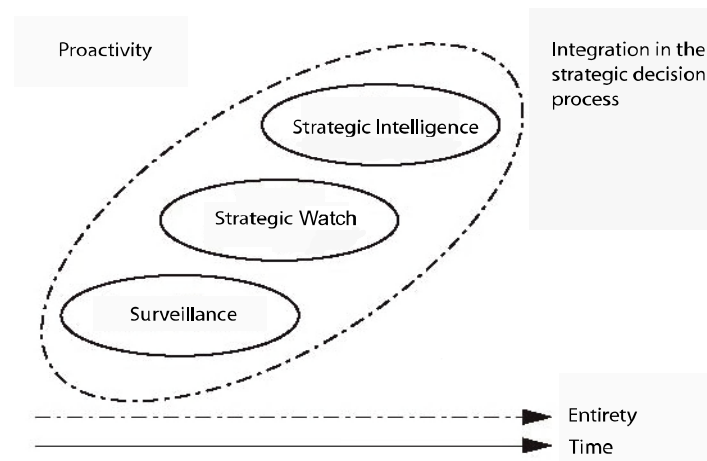 Proactivity
Integration in the
strategic decision
process
Strategic Intelligence
Strategic Watch
Surveillance
Entirety
Time